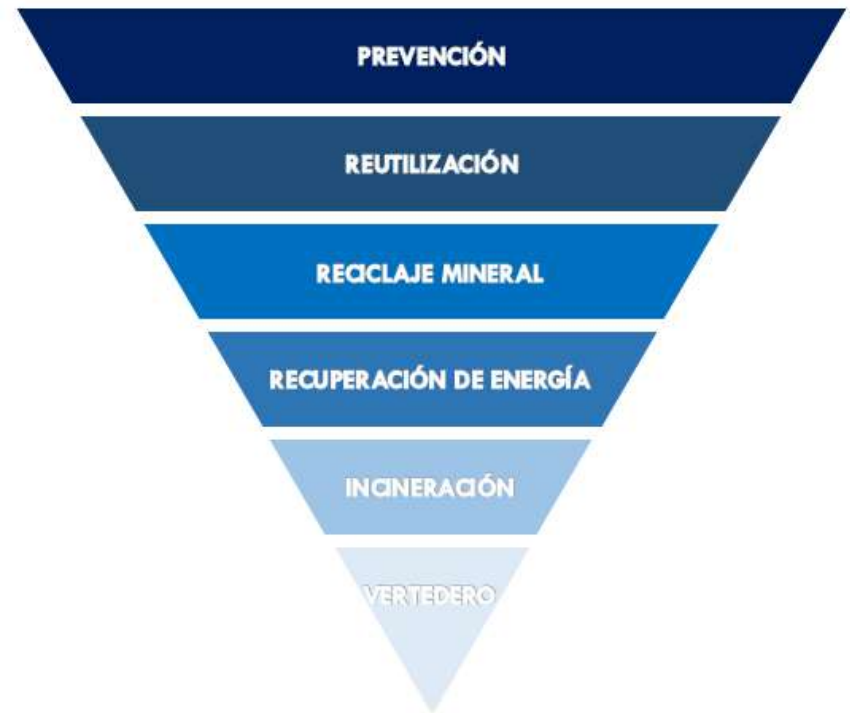 PREVENCIÓN
REUTILIZACIÓN
RECICLAJE MINERAL
RECUPERACIÓN DE ENERGÍA
INCINERACIÓN
VERTEDERO